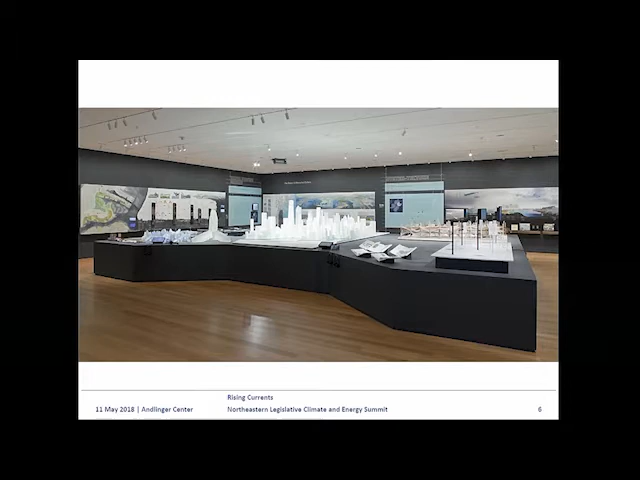 Rising Currents
11 May 2018 | Andlinger Center
Northeastern Legislative Climate and Energy Summit
6